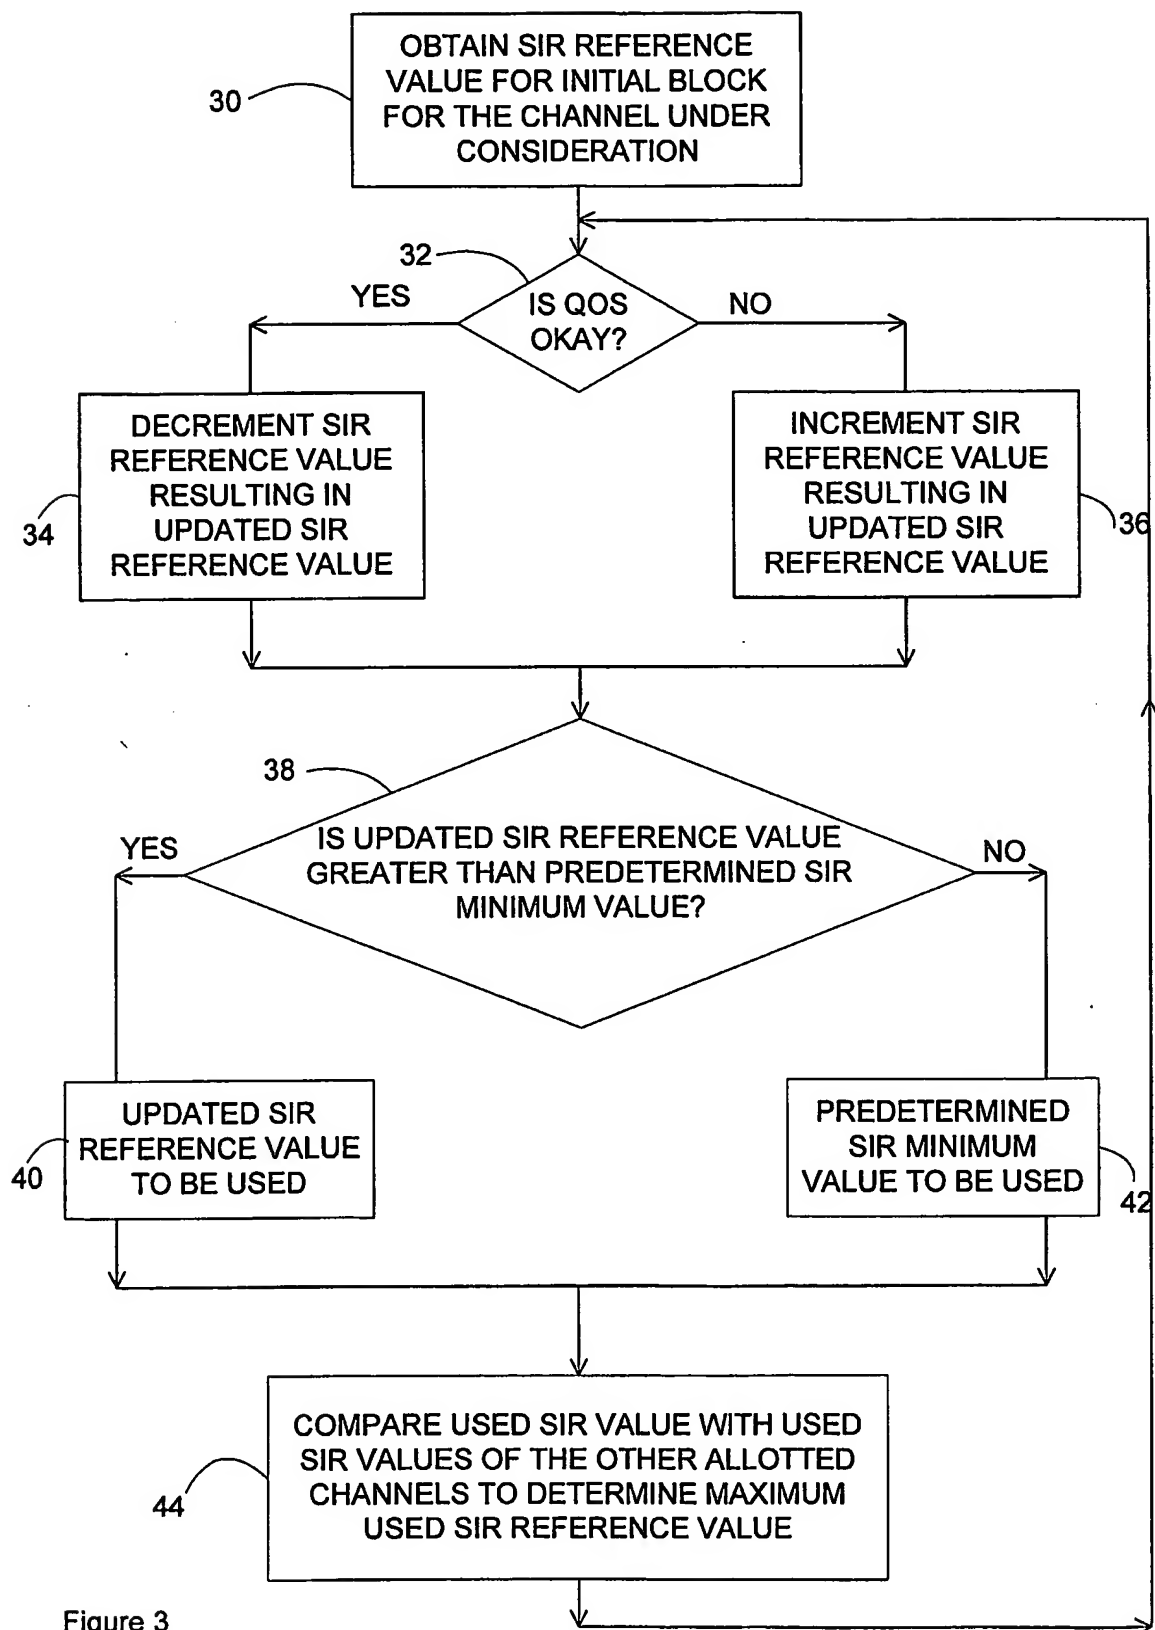 OBTAIN SIR REFERENCE
VALUE FOR INITIAL BLOCK
FOR THE CHANNEL UNDER
CONSIDERATION
30
32
YES
IS QOS
OKAY?
NO
DECREMENT SIR
REFERENCE VALUE
RESULTING IN
UPDATED SIR
REFERENCE VALUE
34
INCREMENT SIR
REFERENCE VALUE
RESULTING IN
UPDATED SIR
REFERENCE VALUE
36
38
YES
IS UPDATED SIR REFERENCE VALUE
GREATER THAN PREDETERMINED SIR
MINIMUM VALUE?
NO
UPDATED SIR
REFERENCE VALUE
TO BE USED
40
PREDETERMINED
SIR MINIMUM
VALUE TO BE USED
42
COMPARE USED SIR VALUE WITH USED
SIR VALUES OF THE OTHER ALLOTTED
CHANNELS TO DETERMINE MAXIMUM
USED SIR REFERENCE VALUE
44
Figure 3